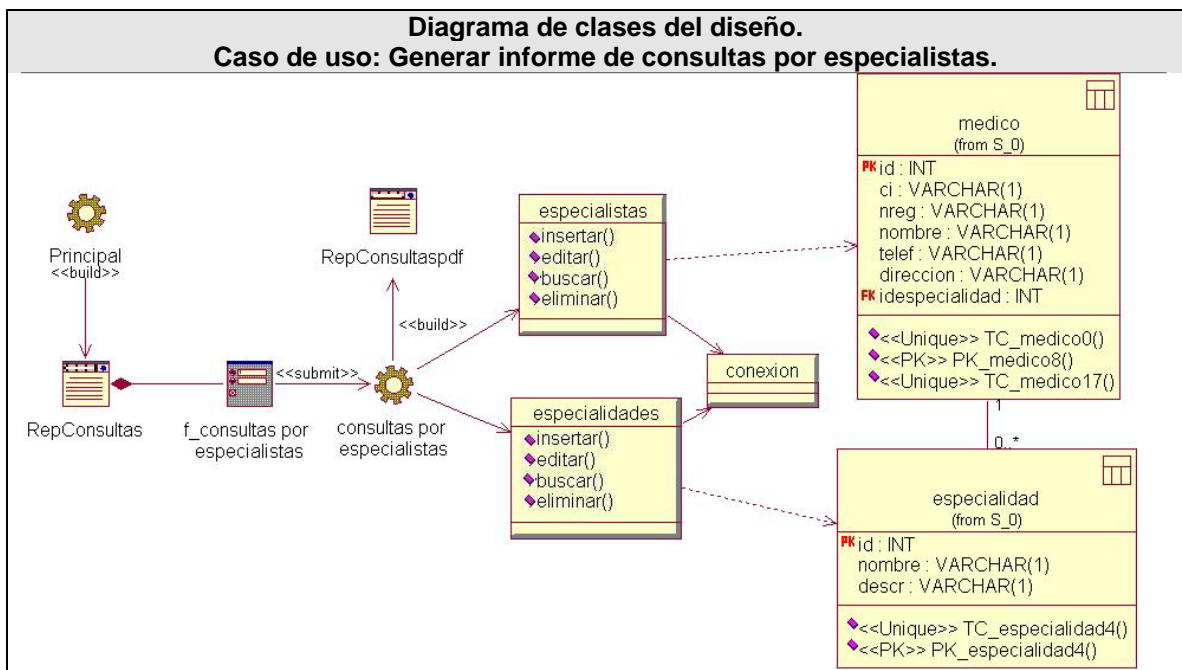 Diagrama de clases del diseño.
Caso de uso: Generar informe de consultas por especialistas.
Principal
<<build>>
RepConsultas
f_consultas por
especialistas
<<submit>>
consultas por
especialistas
<<build>>
RepConsultaspdf
especialistas
insertar()
editar()
buscar()
eliminar()
especialidades
insertar()
editar()
buscar()
eliminar()
conexion
medico
(from S_0)
PK id : INT
ci : VARCHAR(1)
nreg : VARCHAR(1)
nombre : VARCHAR(1)
telef : VARCHAR(1)
direccion : VARCHAR(1)
FK idespecialidad : INT
<<Unique>> TC_medico0()
<<PK>> PK_medico8()
<<Unique>> TC_medico17()
1
0..*
especialidad
(from S_0)
PK id : INT
nombre : VARCHAR(1)
descr : VARCHAR(1)
<<Unique>> TC_especialidad4()
<<PK>> PK_especialidad4()